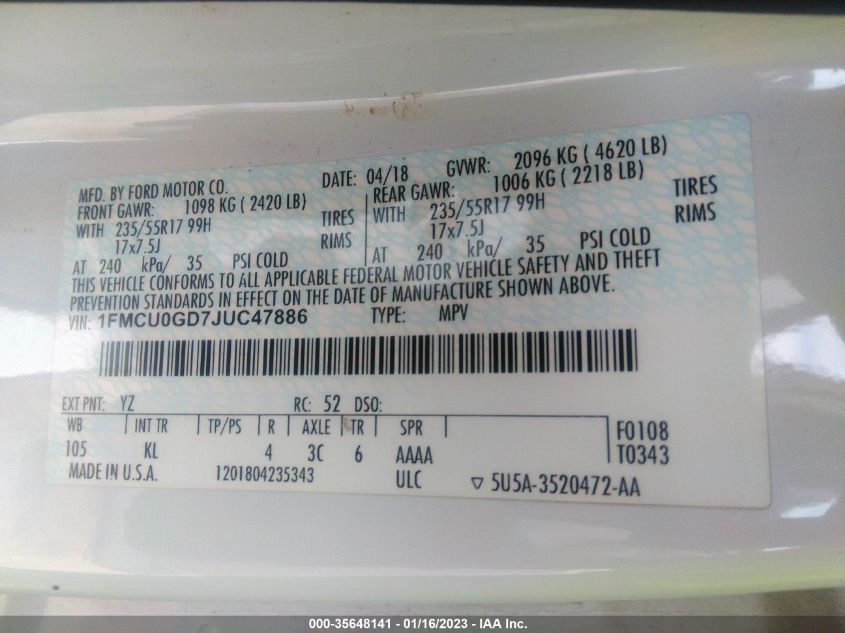 MFD. BY FORD MOTOR CO. DATE: 04/18 GVWR: 2096 KG ( 4620 LB)
FRONT GAWR: 1098 KG ( 2420 LB) REAR GAWR: 1006 KG ( 2218 LB)
WITH 235/55R17 99H TIRES WITH 235/55R17 99H TIRES
17x7.5J RIMS 17x7.5J RIMS
AT 240 kPa/ 35 PSI COLD AT 240 kPa/ 35 PSI COLD
THIS VEHICLE CONFORMS TO ALL APPLICABLE FEDERAL MOTOR VEHICLE SAFETY AND THEFT
PREVENTION STANDARDS IN EFFECT ON THE DATE OF MANUFACTURE SHOWN ABOVE.
VIN: 1FMCU0GD7JUC47886 TYPE: MPV
EXT PNT: YZ RC: 52 DSO:
WB INT TR TP/PS R AXLE TR SPR
105 KL 4 3C 6 AAAA
F0108
T0343
MADE IN U.S.A. 1201804235343 ULC ▽ 5U5A-3520472-AA
000-35648141 - 01/16/2023 - IAA Inc.